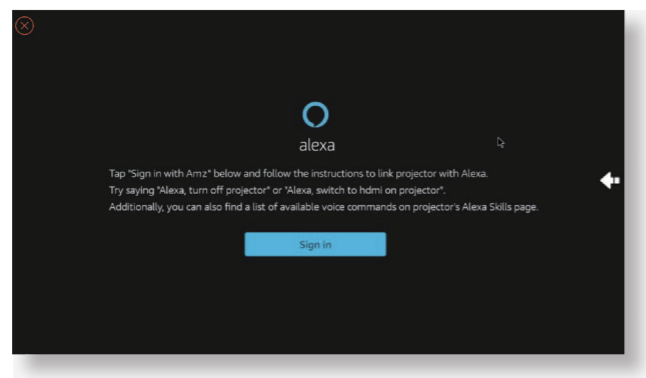 alexa
Tap "Sign in with Amz" below and follow the instructions to link projector with Alexa.
Try saying "Alexa, turn off projector" or "Alexa, switch to hdmi on projector".
Additionally, you can also find a list of available voice commands on projector's Alexa Skills page.
Sign in